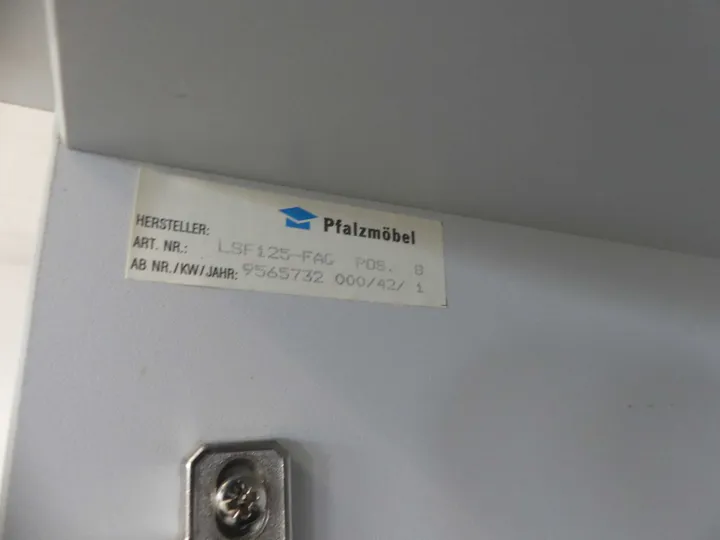 HERSTELLER: Pfalzmöbel
ART. NR.: LSF125-FAG POS. 8
AB NR./KW/JAHR: 9565732 000/42/ 1